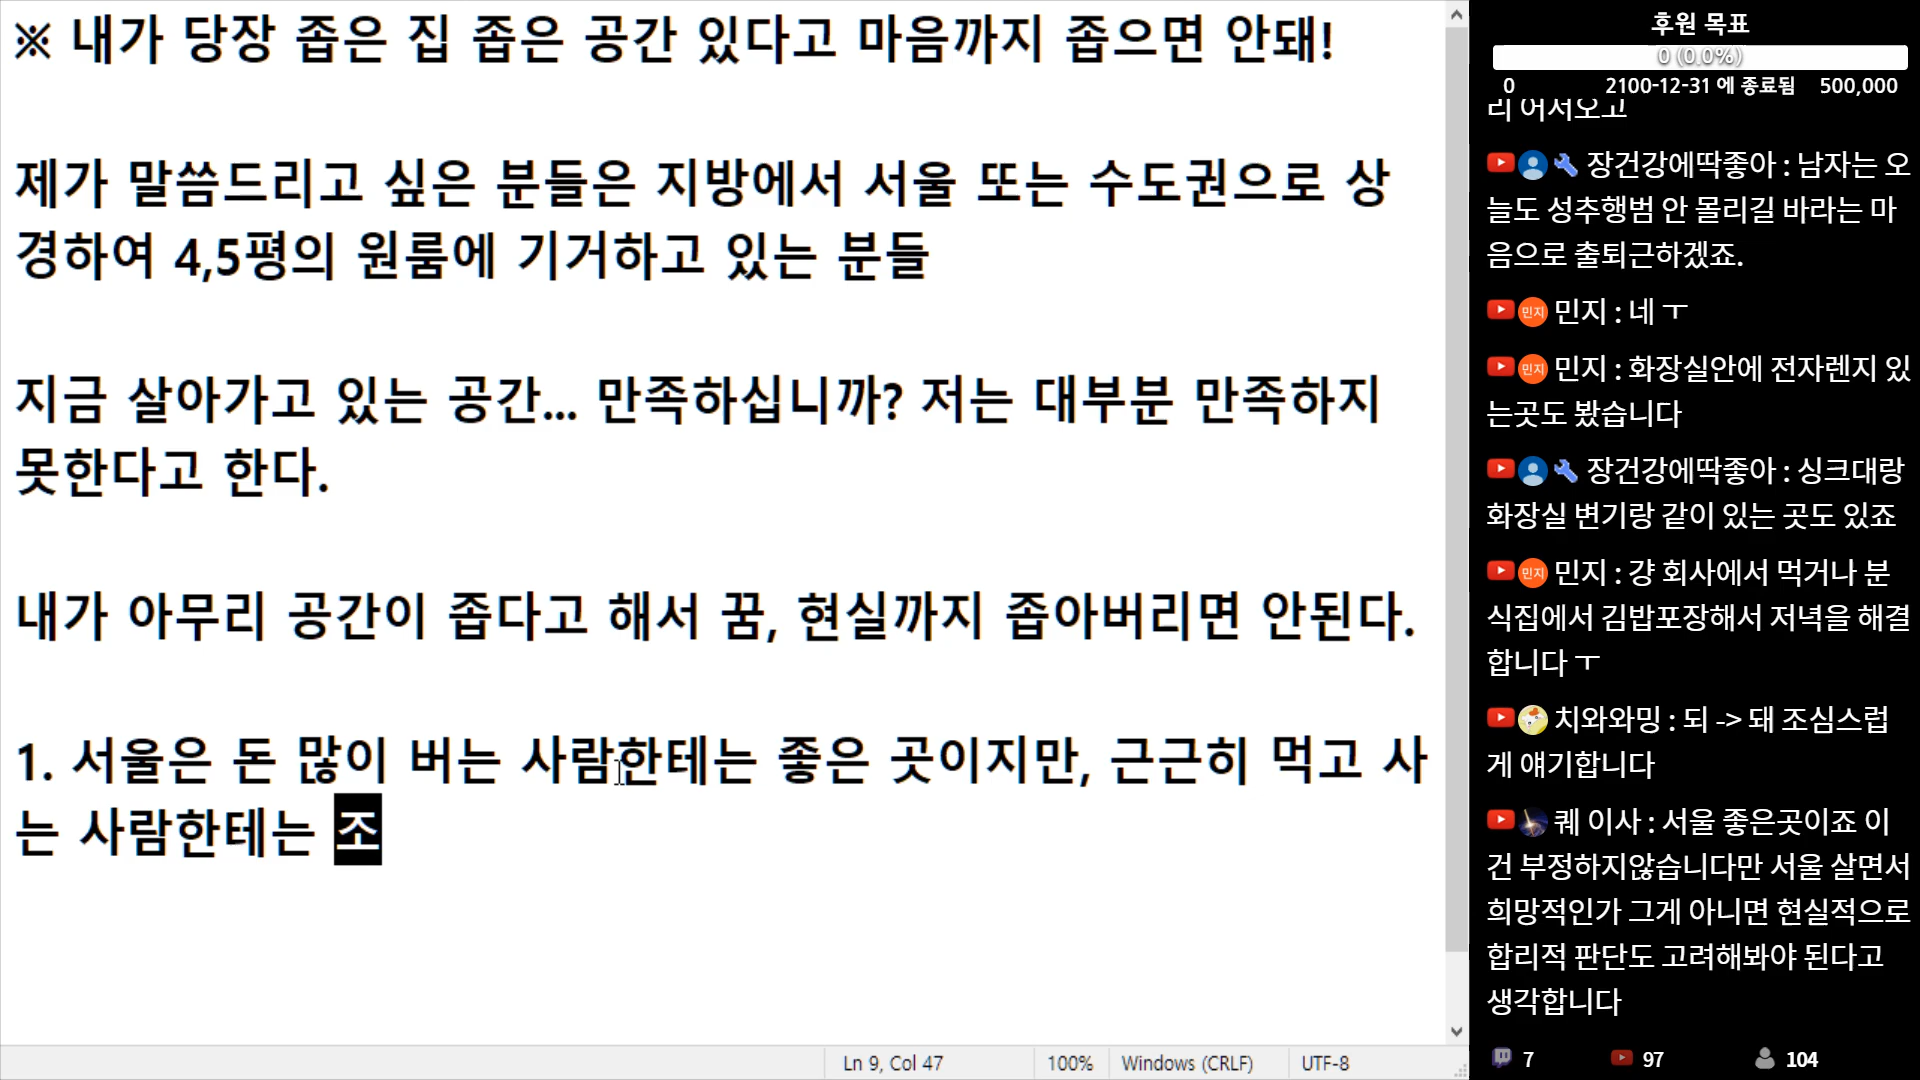 ※ 내가 당장 좁은 집 좁은 공간 있다고 마음까지 좁으면 안돼!
제가 말씀드리고 싶은 분들은 지방에서 서울 또는 수도권으로 상
경하여 4,5평의 원룸에 기거하고 있는 분들
지금 살아가고 있는 공간... 만족하십니까? 저는 대부분 만족하지
못한다고 한다.
내가 아무리 공간이 좁다고 해서 꿈, 현실까지 좁아버리면 안된다.
1. 서울은 돈 많이 버는 사람한테는 좋은 곳이지만, 근근히 먹고 사
는 사람한테는 조
Ln 9, Col 47
100%
Windows (CRLF)
UTF-8
후원 목표
0 (0.0%)
0 2100-12-31 에 종료됨 500,000
리 어서오고
장건강에딱좋아 : 남자는 오
늘도 성추행범 안 몰리길 바라는 마
음으로 출퇴근하겠죠.
민지 민지 : 네 ㅜ
민지 민지 : 화장실안에 전자렌지 있
는곳도 봤습니다
장건강에딱좋아 : 싱크대랑
화장실 변기랑 같이 있는 곳도 있죠
민지 민지 : 걍 회사에서 먹거나 분
식집에서 김밥포장해서 저녁을 해결
합니다 ㅜ
치와와밍 : 되 -> 돼 조심스럽
게 얘기합니다
퀘 이사 : 서울 좋은곳이죠 이
건 부정하지않습니다만 서울 살면서
희망적인가 그게 아니면 현실적으로
합리적 판단도 고려해봐야 된다고
생각합니다
7 97 104